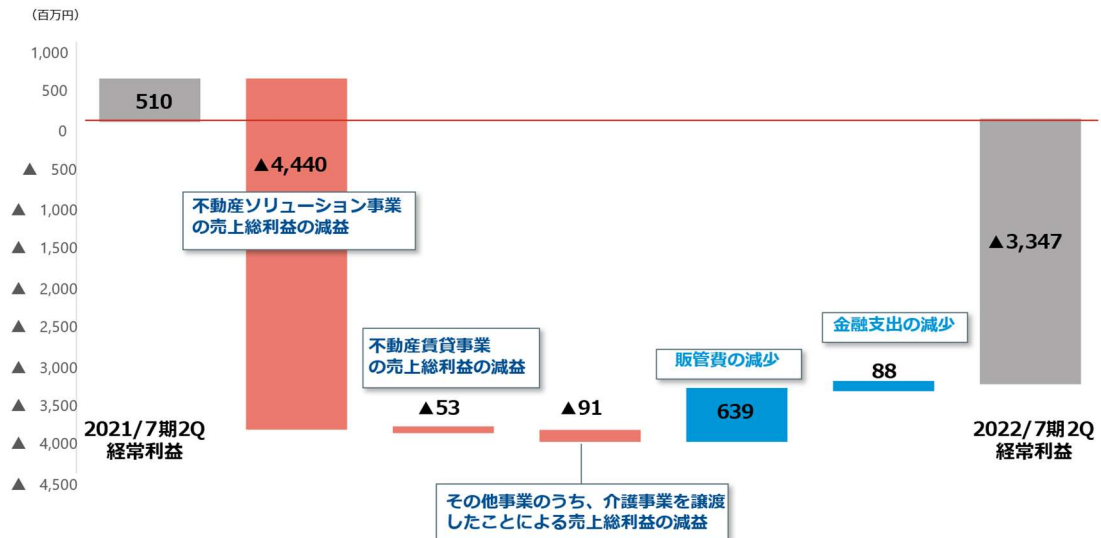 (百万円)
1,000
500
0
▲ 500
▲ 1,000
▲ 1,500
▲ 2,000
▲ 2,500
▲ 3,000
▲ 3,500
▲ 4,000
▲ 4,500
510
2021/7期2Q
経常利益
▲4,440
不動産ソリューション事業
の売上総利益の減益
不動産賃貸事業
の売上総利益の減益
▲53
▲91
その他事業のうち、介護事業を譲渡
したことによる売上総利益の減益
販管費の減少
639
金融支出の減少
88
▲3,347
2022/7期2Q
経常利益